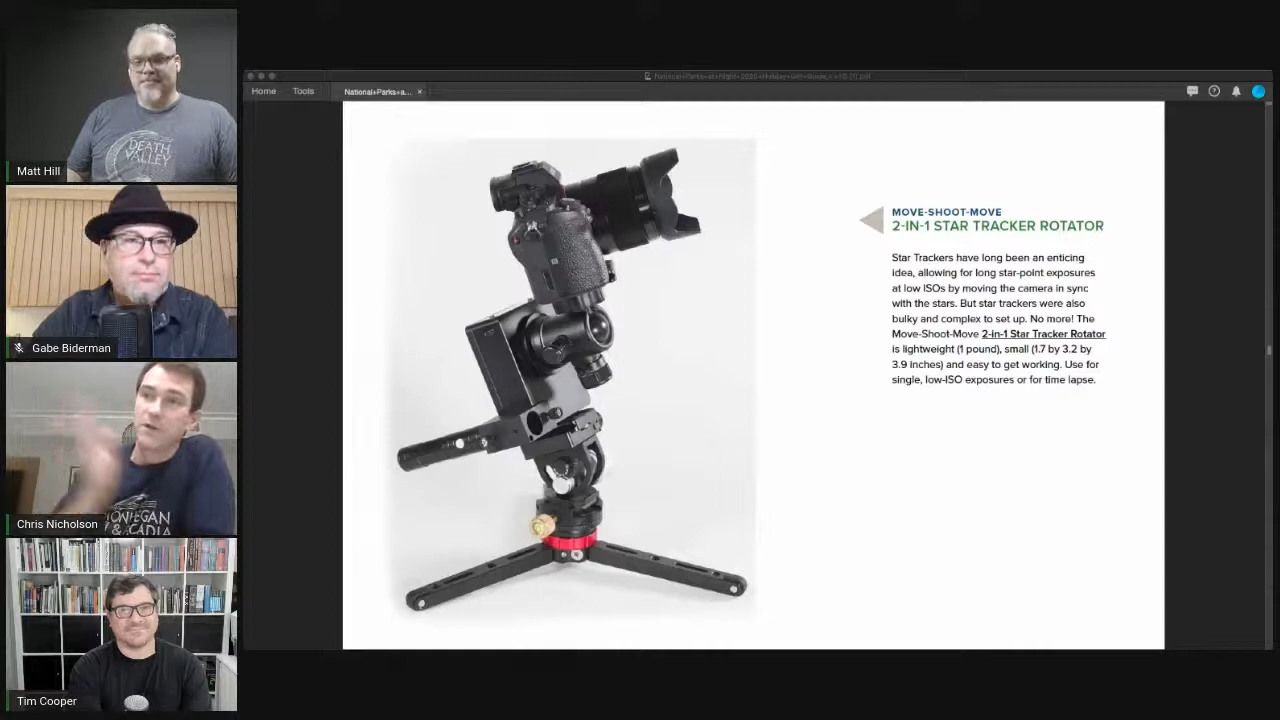 DEATH
VALLEY
Matt Hill
Gabe Biderman
Chris Nicholson
Tim Cooper
Home
Tools
National+Parks+a...
MOVE-SHOOT-MOVE
2-IN-1 STAR TRACKER ROTATOR
Star Trackers have long been an enticing
idea, allowing for long star-point exposures
at low ISOs by moving the camera in sync
with the stars. But star trackers were also
bulky and complex to set up. No more! The
Move-Shoot-Move 2-in-1 Star Tracker Rotator
is lightweight (1 pound), small (1.7 by 3.2 by
3.9 inches) and easy to get working. Use for
single, low-ISO exposures or for time lapse.